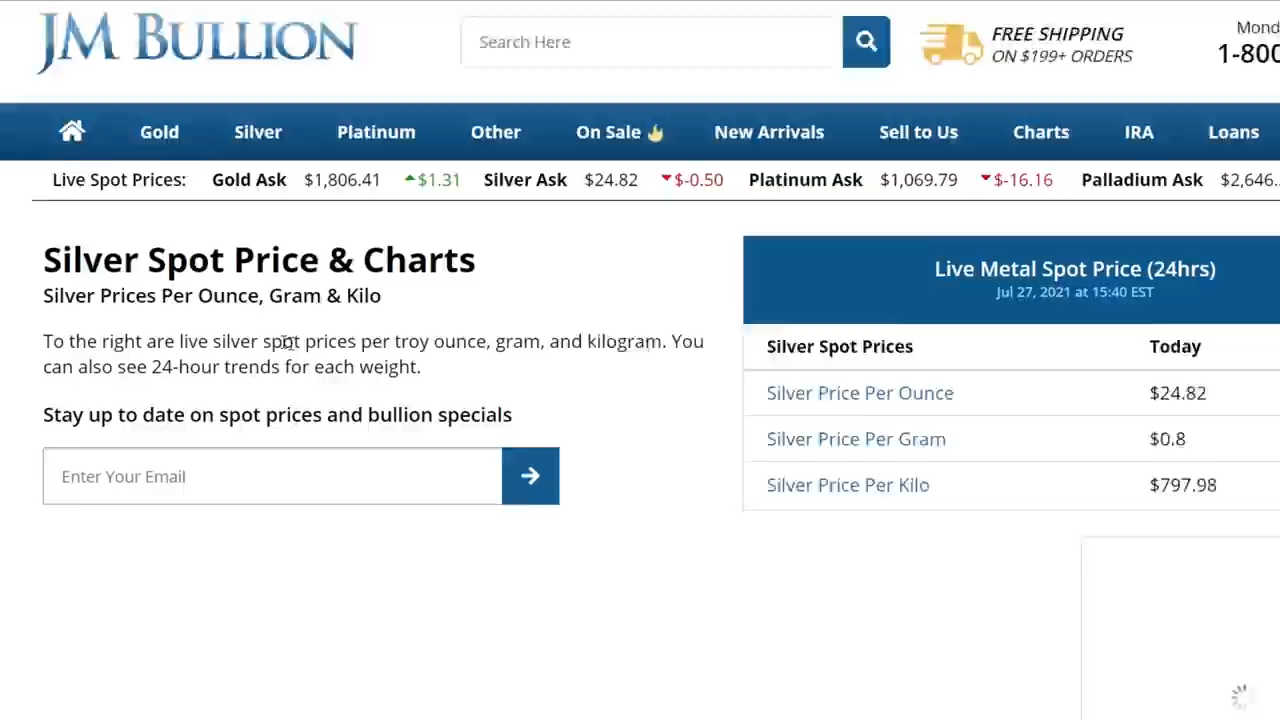 JM BULLION
Search Here
FREE SHIPPING
ON $199+ ORDERS
Mond
1-800
Gold Silver Platinum Other On Sale New Arrivals Sell to Us Charts IRA Loans
Live Spot Prices: Gold Ask $1,806.41 $1.31 Silver Ask $24.82 $-0.50 Platinum Ask $1,069.79 $-16.16 Palladium Ask $2,646.
Silver Spot Price & Charts
Silver Prices Per Ounce, Gram & Kilo
To the right are live silver spot prices per troy ounce, gram, and kilogram. You
can also see 24-hour trends for each weight.
Stay up to date on spot prices and bullion specials
Enter Your Email
Live Metal Spot Price (24hrs)
Jul 27, 2021 at 15:40 EST
Silver Spot Prices Today
Silver Price Per Ounce $24.82
Silver Price Per Gram $0.8
Silver Price Per Kilo $797.98